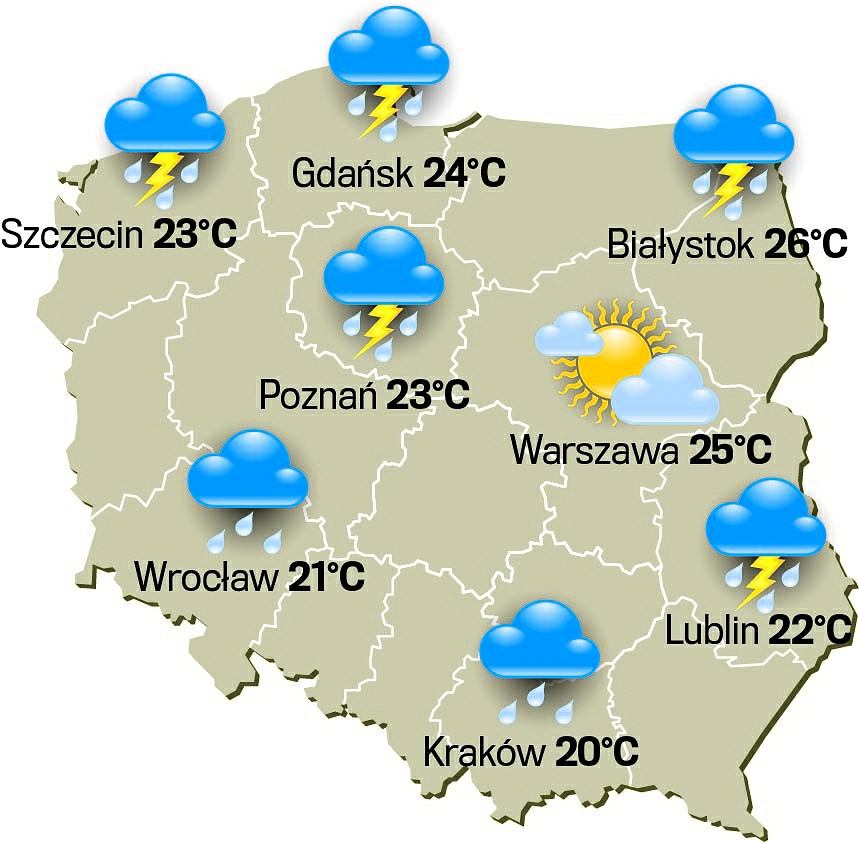 Gdańsk 24°C
Szczecin 23°C
Białystok 26°C
Poznań 23°C
Warszawa 25°C
Wrocław 21°C
Lublin 22°C
Kraków 20°C